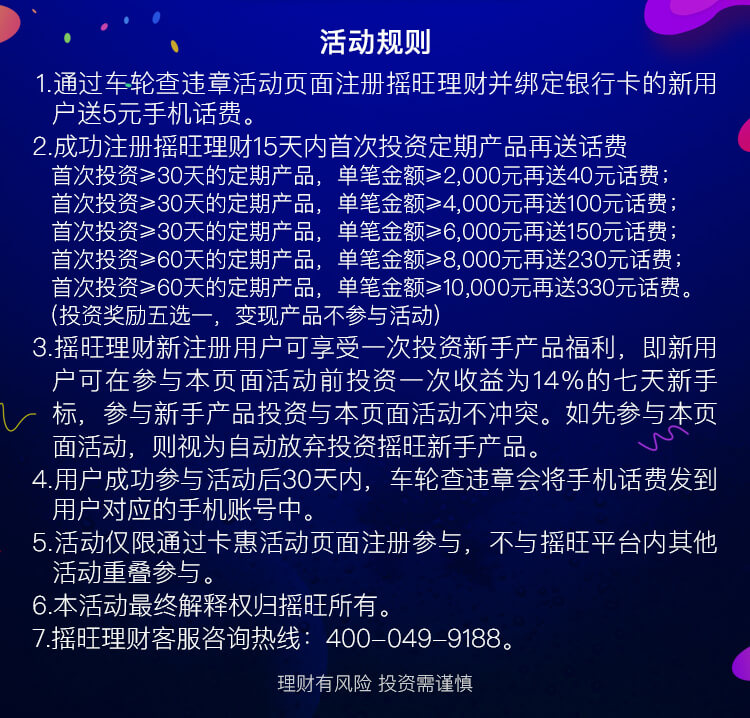 活动规则
1.通过车轮查违章活动页面注册摇旺理财并绑定银行卡的新用
户送5元手机话费。
2.成功注册摇旺理财15天内首次投资定期产品再送话费
首次投资≥30天的定期产品，单笔金额≥2,000元再送40元话费；
首次投资≥30天的定期产品，单笔金额≥4,000元再送100元话费；
首次投资≥30天的定期产品，单笔金额≥6,000元再送150元话费；
首次投资≥60天的定期产品，单笔金额≥8,000元再送230元话费；
首次投资≥60天的定期产品，单笔金额≥10,000元再送330元话费。
(投资奖励五选一，变现产品不参与活动)
3.摇旺理财新注册用户可享受一次投资新手产品福利，即新用
户可在参与本页面活动前投资一次收益为14%的七天新手
标，参与新手产品投资与本页面活动不冲突。如先参与本页
面活动，则视为自动放弃投资摇旺新手产品。
4.用户成功参与活动后30天内，车轮查违章会将手机话费发到
用户对应的手机账号中。
5.活动仅限通过卡惠活动页面注册参与，不与摇旺平台内其他
活动重叠参与。
6.本活动最终解释权归摇旺所有。
7.摇旺理财客服咨询热线：400-049-9188。
理财有风险 投资需谨慎